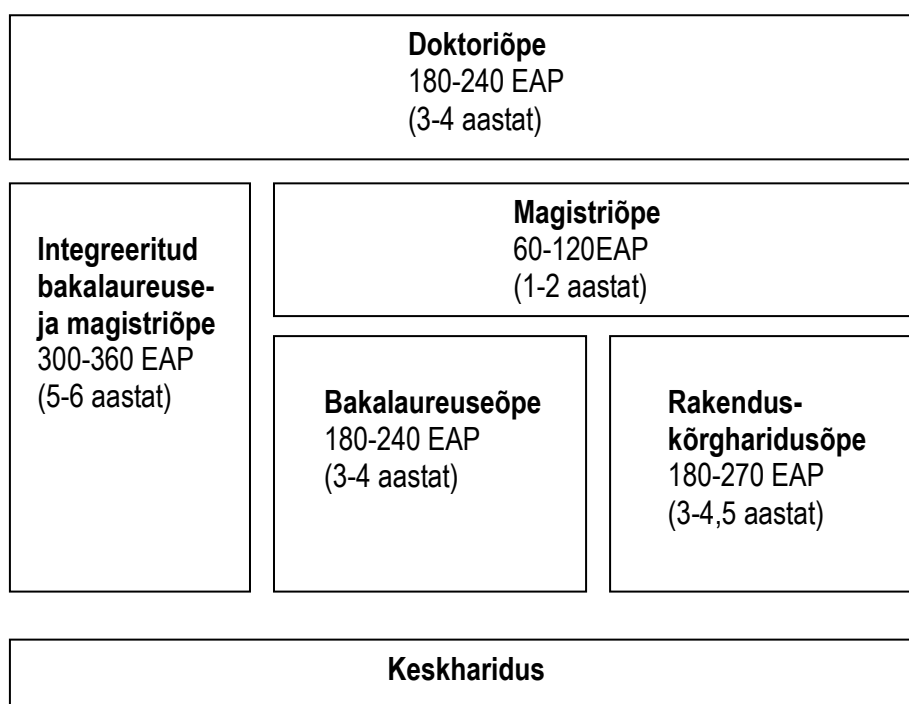 Doktoriõpe
180-240 EAP
(3-4 aastat)
Integreeritud
bakalaureuse-
ja magistriõpe
300-360 EAP
(5-6 aastat)
Magistriõpe
60-120EAP
(1-2 aastat)
Bakalaureuseõpe
180-240 EAP
(3-4 aastat)
Rakendus-
kõrgharidusõpe
180-270 EAP
(3-4,5 aastat)
Keskharidus